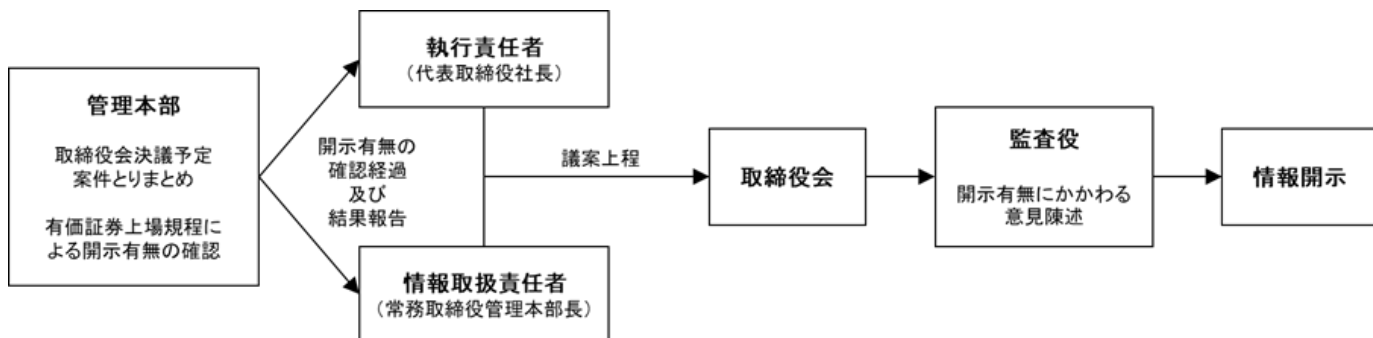 管理本部
取締役会決議予定
案件とりまとめ
有価証券上場規程に
よる開示有無の確認
執行責任者
（代表取締役社長）
開示有無の
確認経過
及び
結果報告
情報取扱責任者
（常務取締役管理本部長）
議案上程
取締役会
監査役
開示有無にかかわる
意見陳述
情報開示